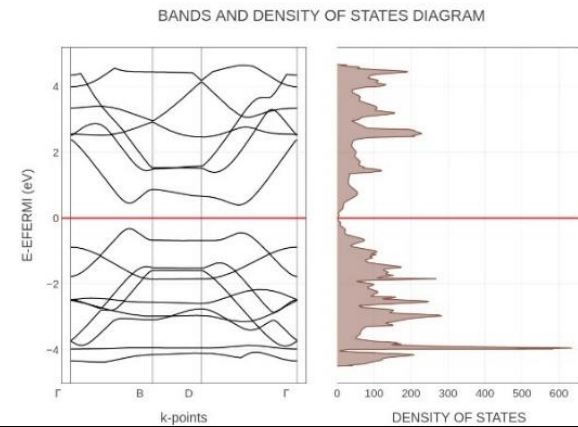 BANDS AND DENSITY OF STATES DIAGRAM
E-EFERMI (eV)
4
2
0
−2
−4
Γ B D Γ
0 100 200 300 400 500 600
k-points
DENSITY OF STATES